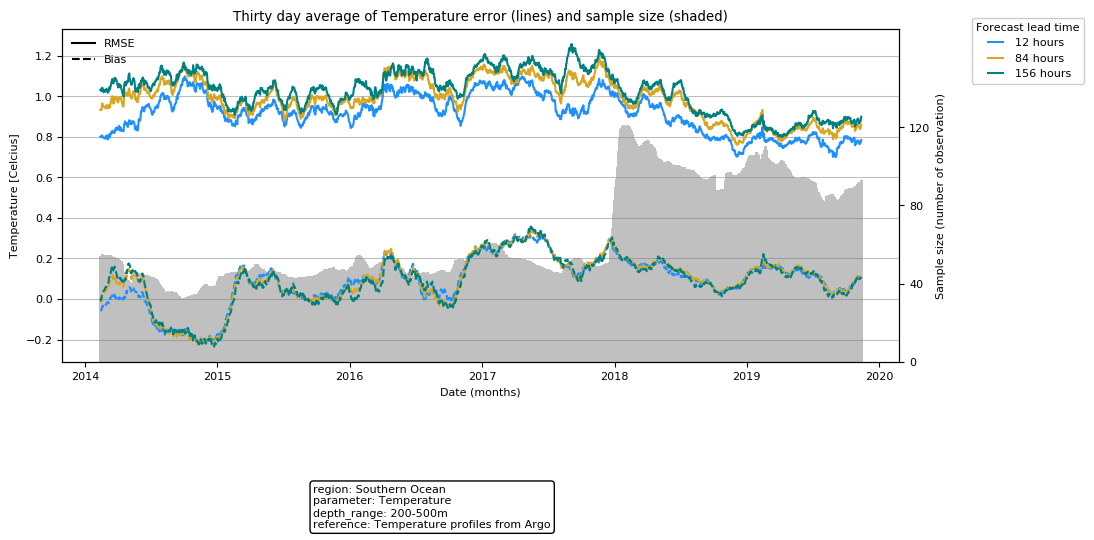 Thirty day average of Temperature error (lines) and sample size (shaded)
RMSE
Bias
Forecast lead time
12 hours
84 hours
156 hours
Temperature [Celcius]
1.2
1.0
0.8
0.6
0.4
0.2
0.0
−0.2
Sample size (number of observation)
120
80
40
0
2014 2015 2016 2017 2018 2019 2020
Date (months)
region: Southern Ocean
parameter: Temperature
depth_range: 200-500m
reference: Temperature profiles from Argo